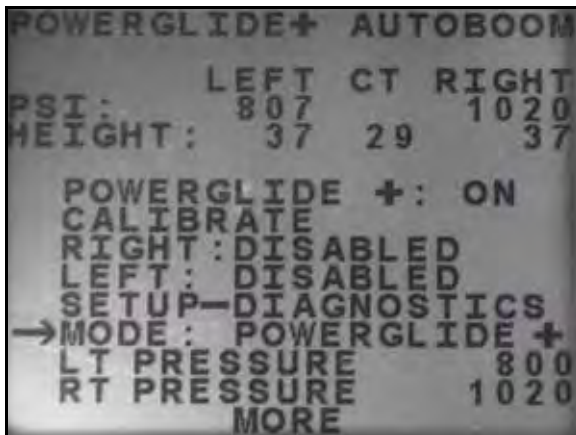 POWERGLIDE+ AUTOBOOM
LEFT CT RIGHT
PSI: 807 1020
HEIGHT: 37 29 37
POWERGLIDE +: ON
CALIBRATE
RIGHT:DISABLED
LEFT: DISABLED
SETUP-DIAGNOSTICS
→MODE: POWERGLIDE +
LT PRESSURE 800
RT PRESSURE 1020
MORE